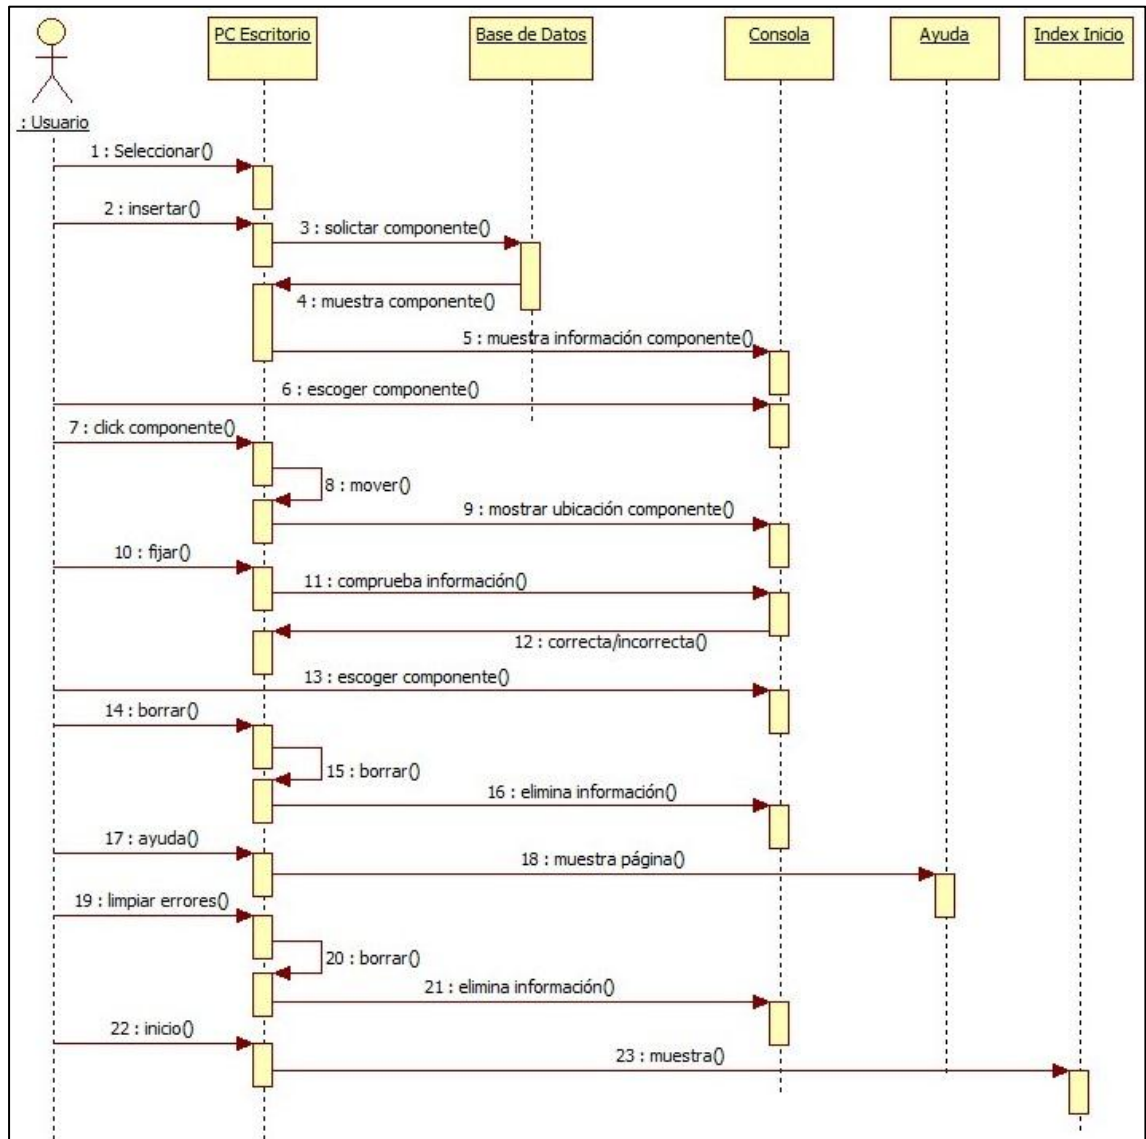 PC Escritorio
Base de Datos
Consola
Ayuda
Index Inicio
: Usuario
1 : Seleccionar()
2 : insertar()
3 : solictar componente()
4 : muestra componente()
5 : muestra información componente()
6 : escoger componente()
7 : click componente()
8 : mover()
9 : mostrar ubicación componente()
10 : fijar()
11 : comprueba información()
12 : correcta/incorrecta()
13 : escoger componente()
14 : borrar()
15 : borrar()
16 : elimina información()
17 : ayuda()
18 : muestra página()
19 : limpiar errores()
20 : borrar()
21 : elimina información()
22 : inicio()
23 : muestra()